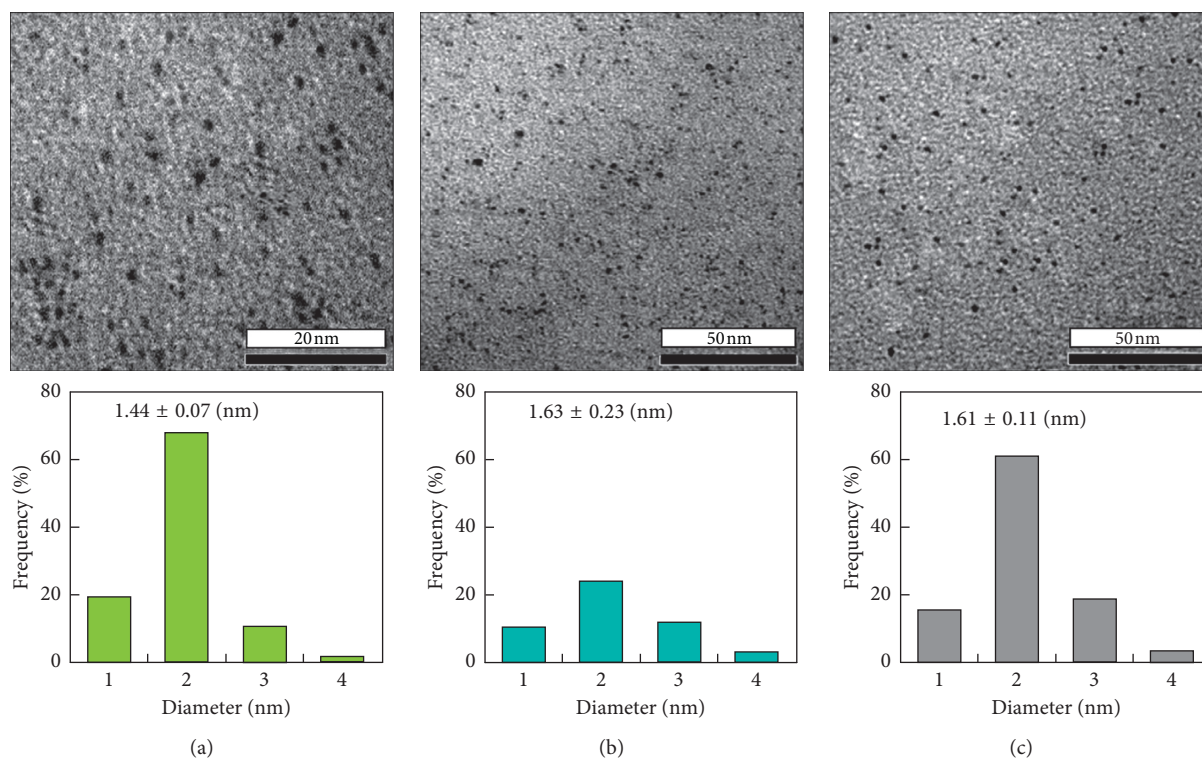 20 nm
50 nm
50 nm
1.44 ± 0.07 (nm)
80
60
40
20
0
Frequency (%)
1 2 3 4
Diameter (nm)
(a)
1.63 ± 0.23 (nm)
80
60
40
20
0
Frequency (%)
1 2 3 4
Diameter (nm)
(b)
1.61 ± 0.11 (nm)
80
60
40
20
0
Frequency (%)
1 2 3 4
Diameter (nm)
(c)